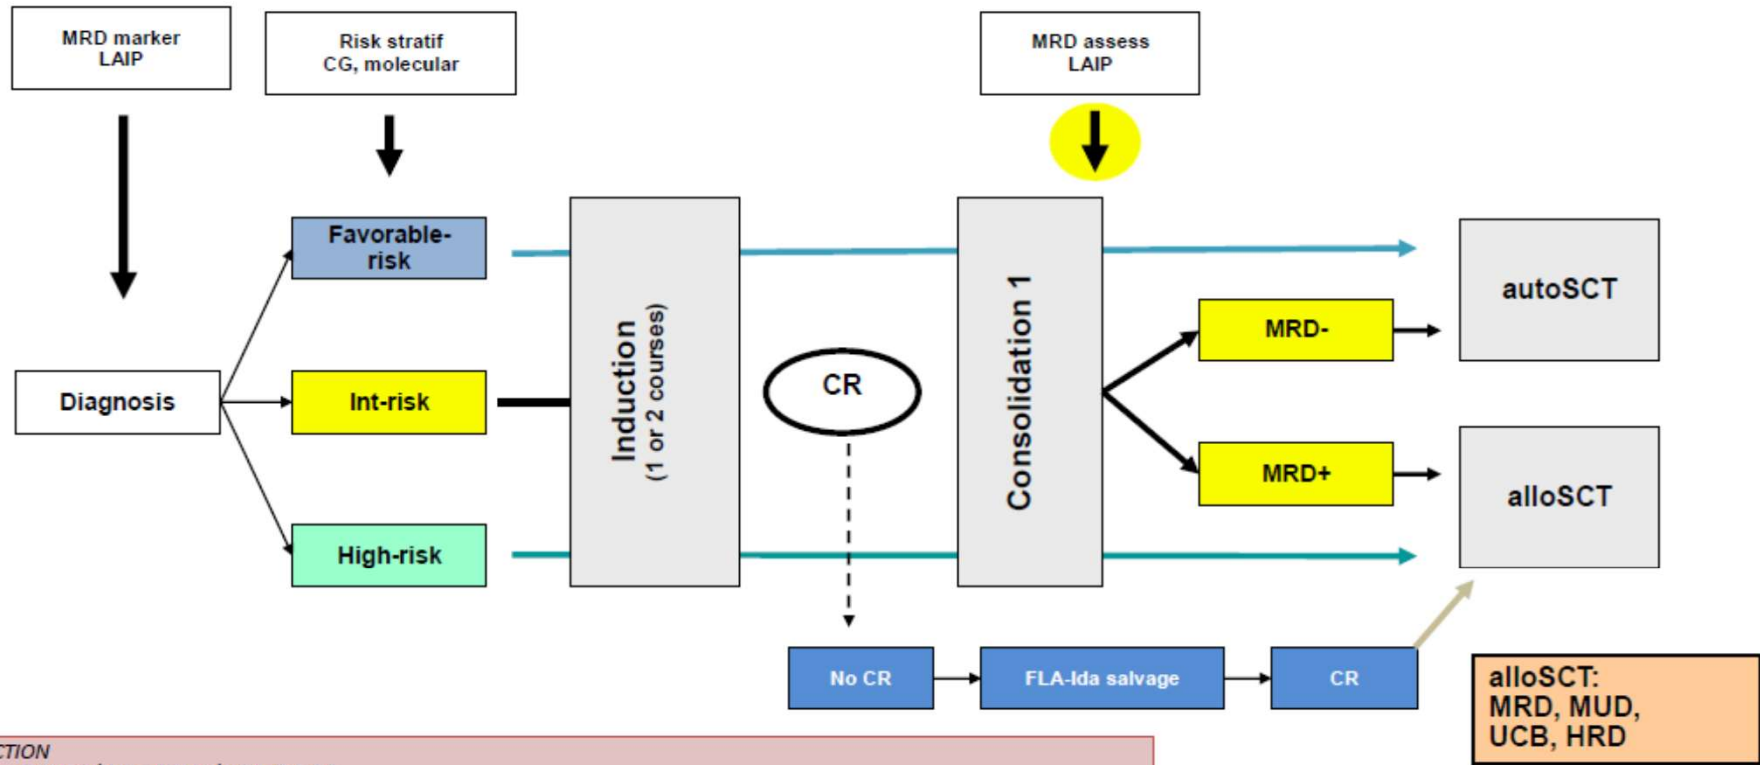 MRD marker
LAIP
Risk stratif
CG, molecular
MRD assess
LAIP
Favorable-
risk
Diagnosis
Int-risk
High-risk
Induction
(1 or 2 courses)
CR
Consolidation 1
MRD-
MRD+
autoSCT
alloSCT
No CR
FLA-Ida salvage
CR
alloSCT:
MRD, MUD,
UCB, HRD
CTION